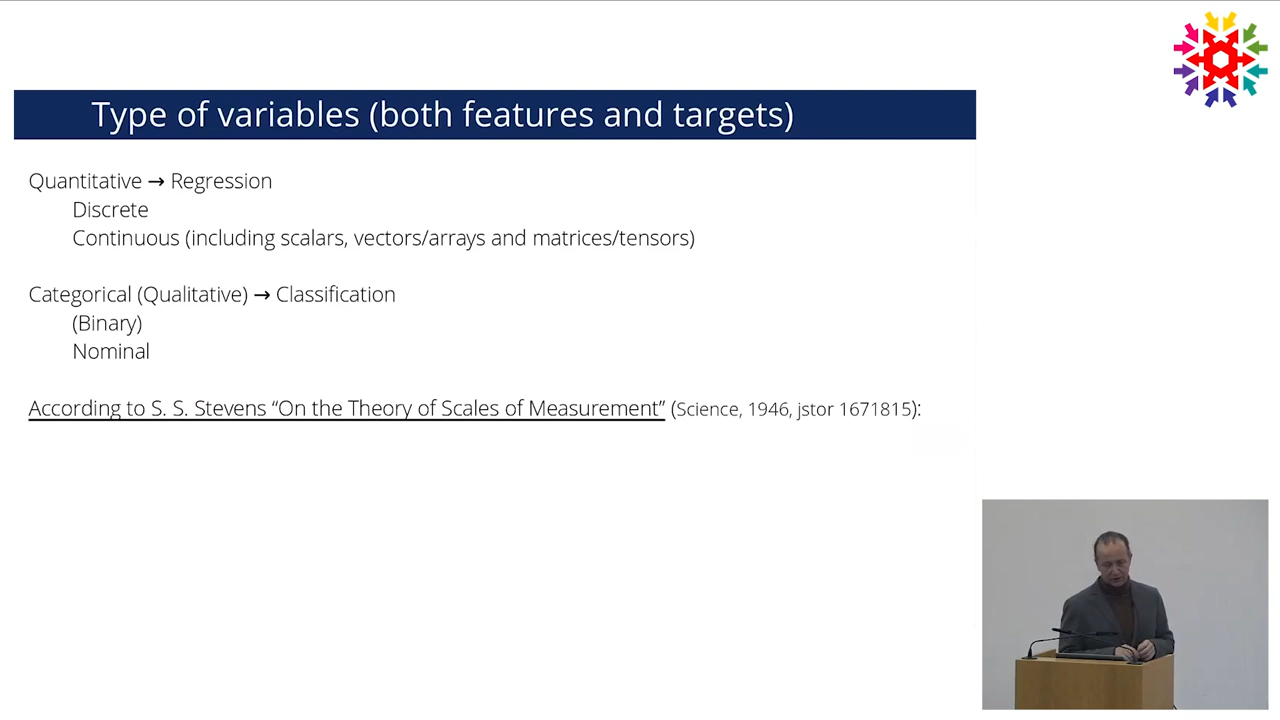 Type of variables (both features and targets)
Quantitative → Regression
Discrete
Continuous (including scalars, vectors/arrays and matrices/tensors)
Categorical (Qualitative) → Classification
(Binary)
Nominal
According to S. S. Stevens “On the Theory of Scales of Measurement” (Science, 1946, jstor 1671815):